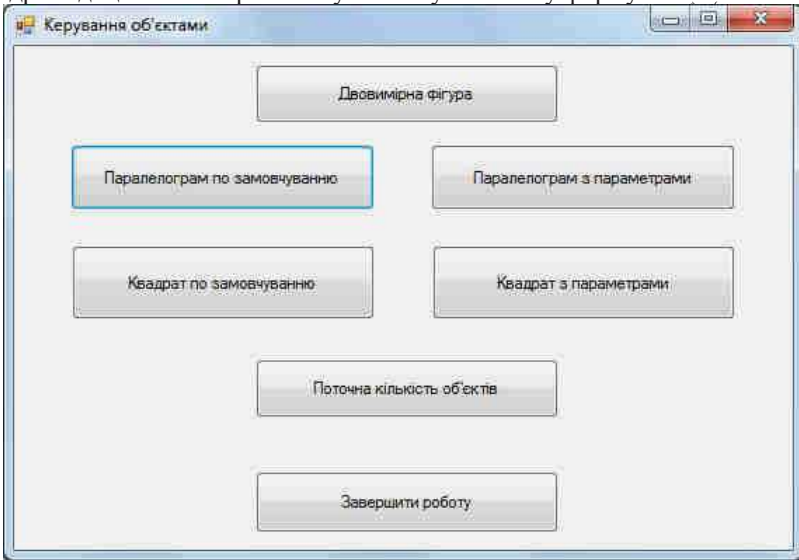 Керування об'єктами
Двовимірна фігура
Паралелограм по замовчуванню
Паралелограм з параметрами
Квадрат по замовчуванню
Квадрат з параметрами
Поточна кількість об'єктів
Завершити роботу